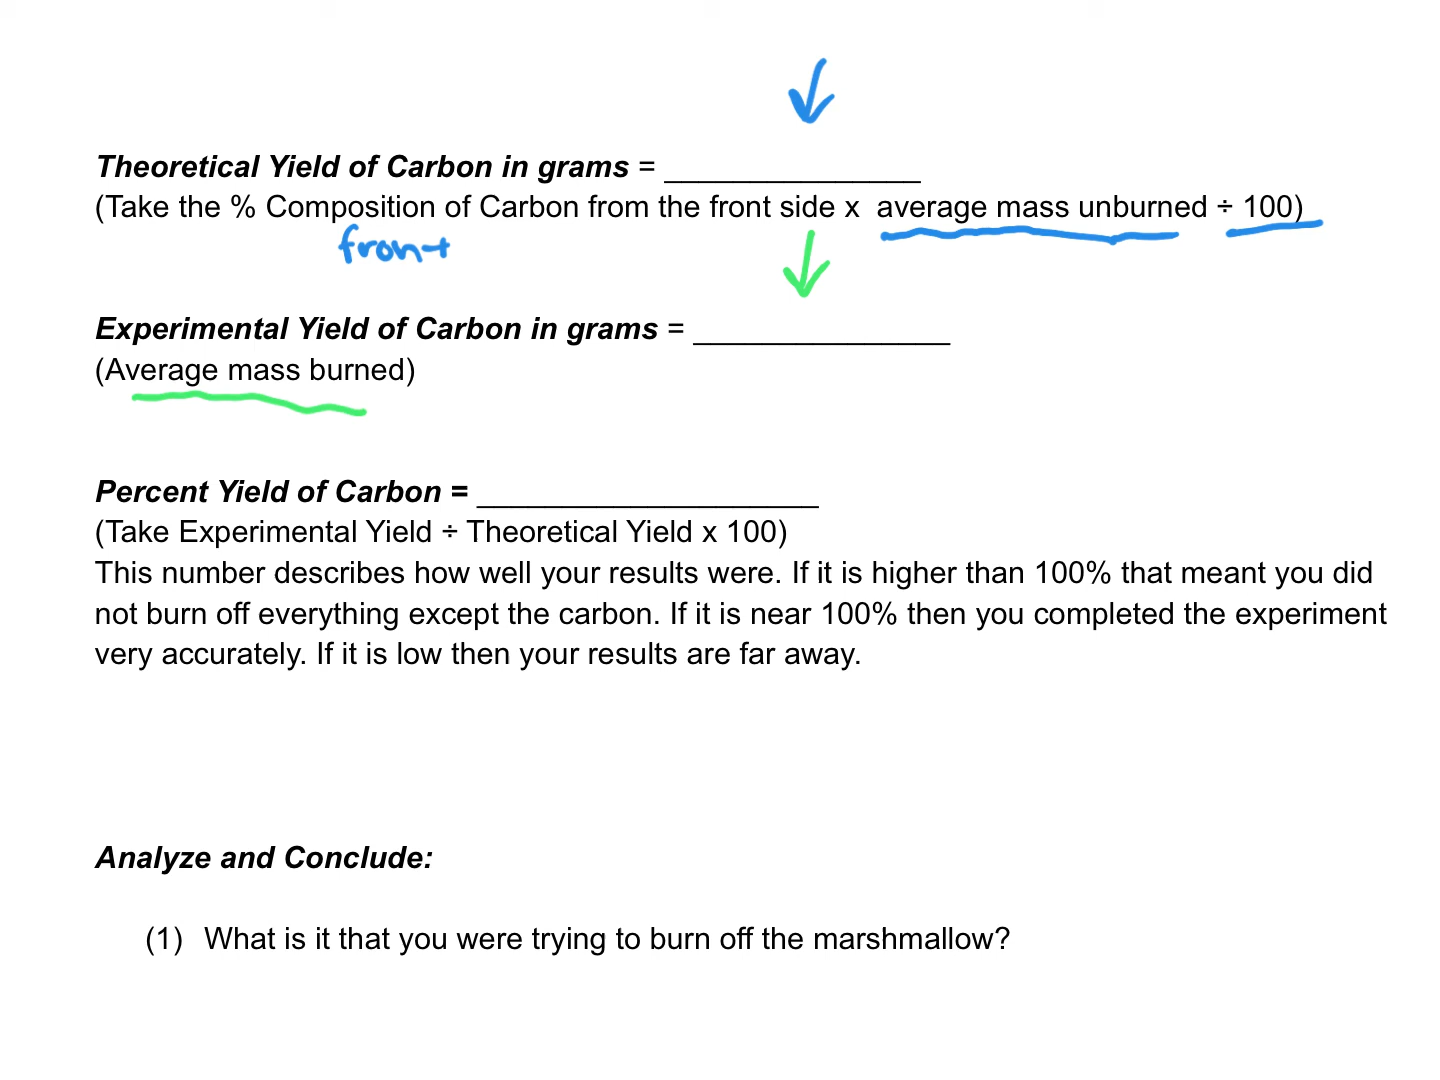 Theoretical Yield of Carbon in grams = _______________
(Take the % Composition of Carbon from the front side x  average mass unburned ÷ 100)
front
Experimental Yield of Carbon in grams = _______________
(Average mass burned)
Percent Yield of Carbon = ____________________
(Take Experimental Yield ÷ Theoretical Yield x 100)
This number describes how well your results were. If it is higher than 100% that meant you did
not burn off everything except the carbon. If it is near 100% then you completed the experiment
very accurately. If it is low then your results are far away.
Analyze and Conclude:
(1) What is it that you were trying to burn off the marshmallow?